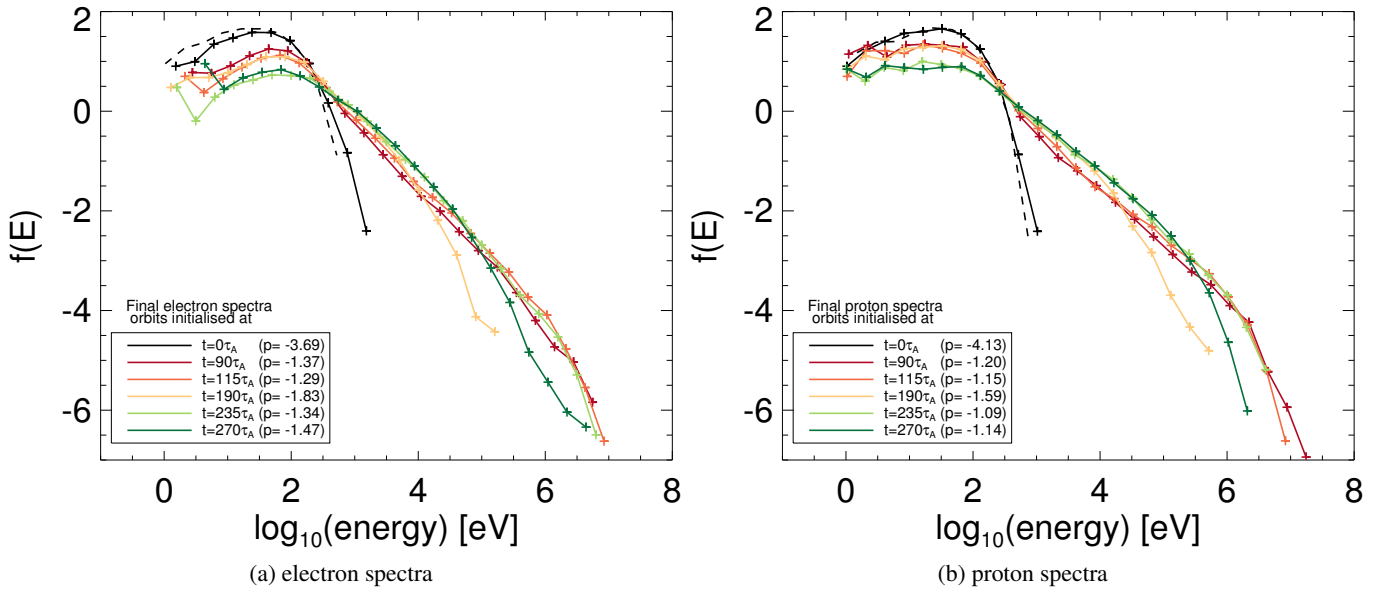 2
0
-2
-4
-6
f(E)
Final electron spectra
orbits initialised at
t=0τA (p= -3.69)
t=90τA (p= -1.37)
t=115τA (p= -1.29)
t=190τA (p= -1.83)
t=235τA (p= -1.34)
t=270τA (p= -1.47)
0 2 4 6 8
log10(energy) [eV]
(a) electron spectra
2
0
-2
-4
-6
f(E)
Final proton spectra
orbits initialised at
t=0τA (p= -4.13)
t=90τA (p= -1.20)
t=115τA (p= -1.15)
t=190τA (p= -1.59)
t=235τA (p= -1.09)
t=270τA (p= -1.14)
0 2 4 6 8
log10(energy) [eV]
(b) proton spectra